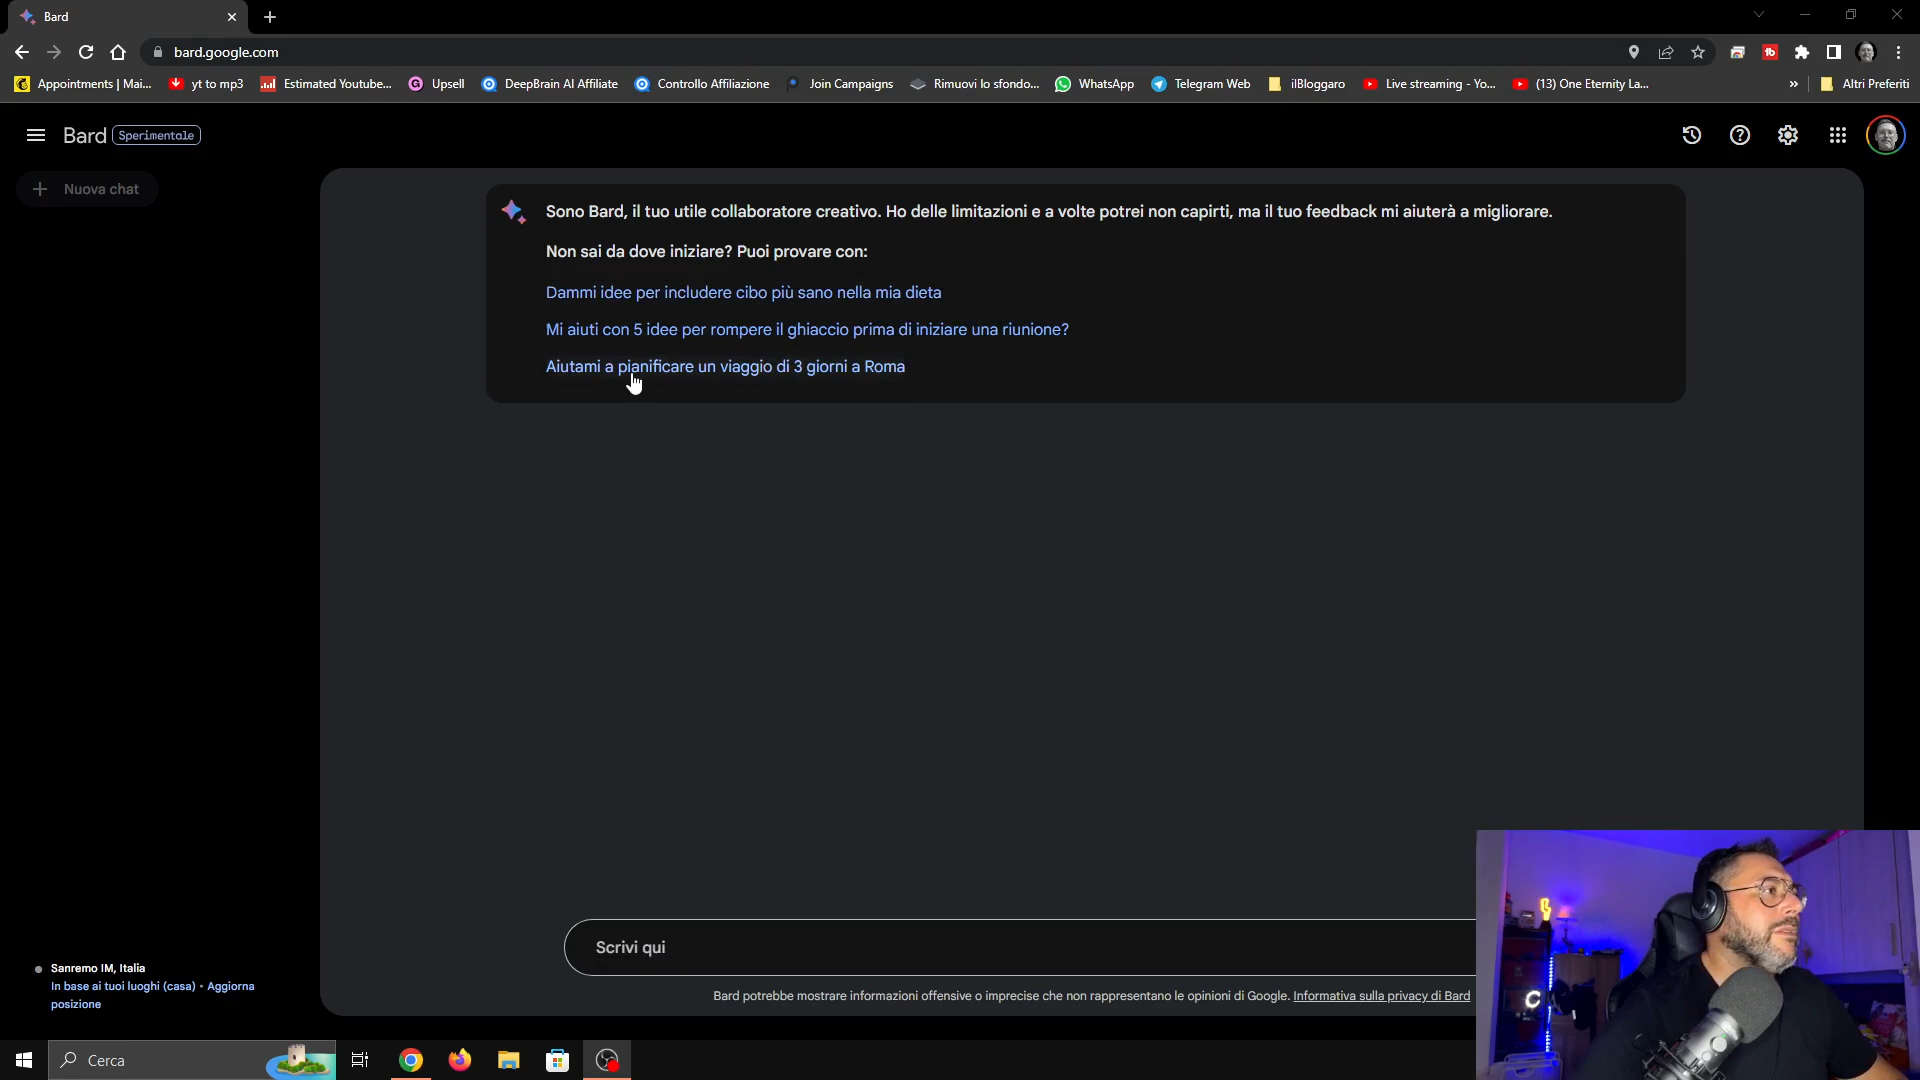 Bard
bard.google.com
Appointments | Mai...
yt to mp3
Estimated Youtube...
Upsell
DeepBrain AI Affiliate
Controllo Affiliazione
Join Campaigns
Rimuovi lo sfondo...
WhatsApp
Telegram Web
ilBloggaro
Live streaming - Yo...
(13) One Eternity La...
»
Altri Preferiti
Bard
Sperimentale
Nuova chat
Sono Bard, il tuo utile collaboratore creativo. Ho delle limitazioni e a volte potrei non capirti, ma il tuo feedback mi aiuterà a migliorare.
Non sai da dove iniziare? Puoi provare con:
Dammi idee per includere cibo più sano nella mia dieta
Mi aiuti con 5 idee per rompere il ghiaccio prima di iniziare una riunione?
Aiutami a pianificare un viaggio di 3 giorni a Roma
Scrivi qui
Bard potrebbe mostrare informazioni offensive o imprecise che non rappresentano le opinioni di Google. Informativa sulla privacy di Bard
Sanremo IM, Italia
In base ai tuoi luoghi (casa) • Aggiorna
posizione
Cerca